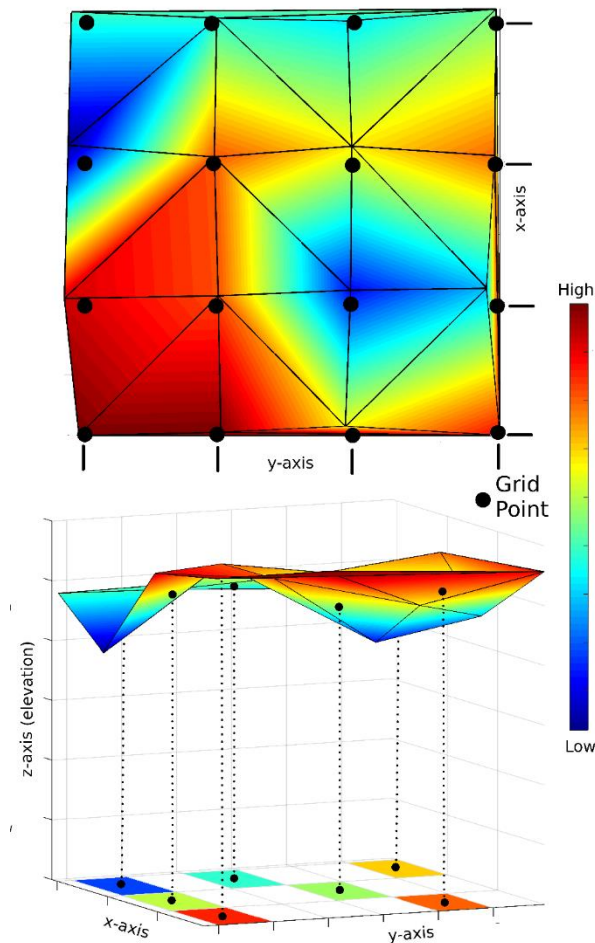 x-axis
High
y-axis
Grid
Point
z-axis (elevation)
Low
x-axis
y-axis